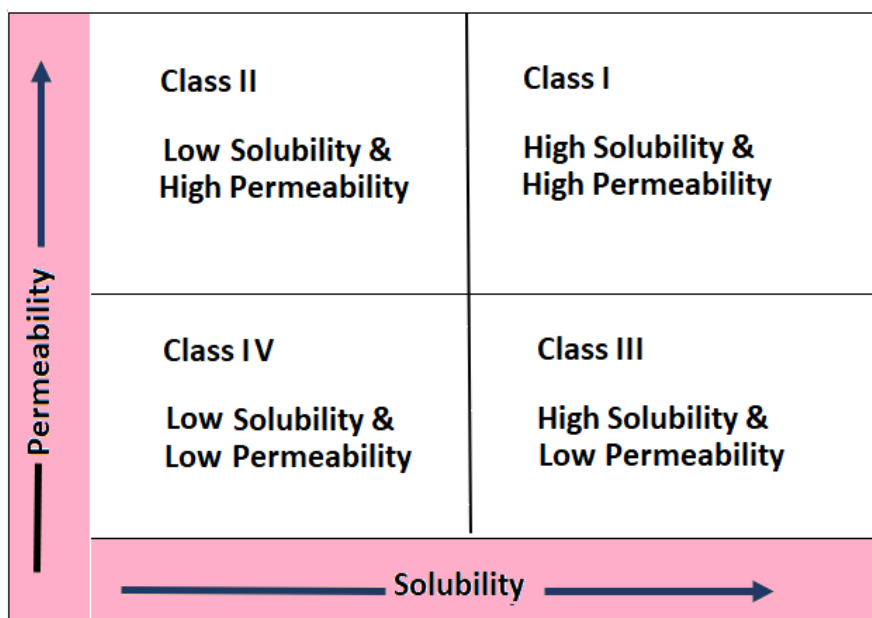 Class II
Low Solubility &
High Permeability
Class I
High Solubility &
High Permeability
Class IV
Low Solubility &
Low Permeability
Class III
High Solubility &
Low Permeability
Permeability
Solubility